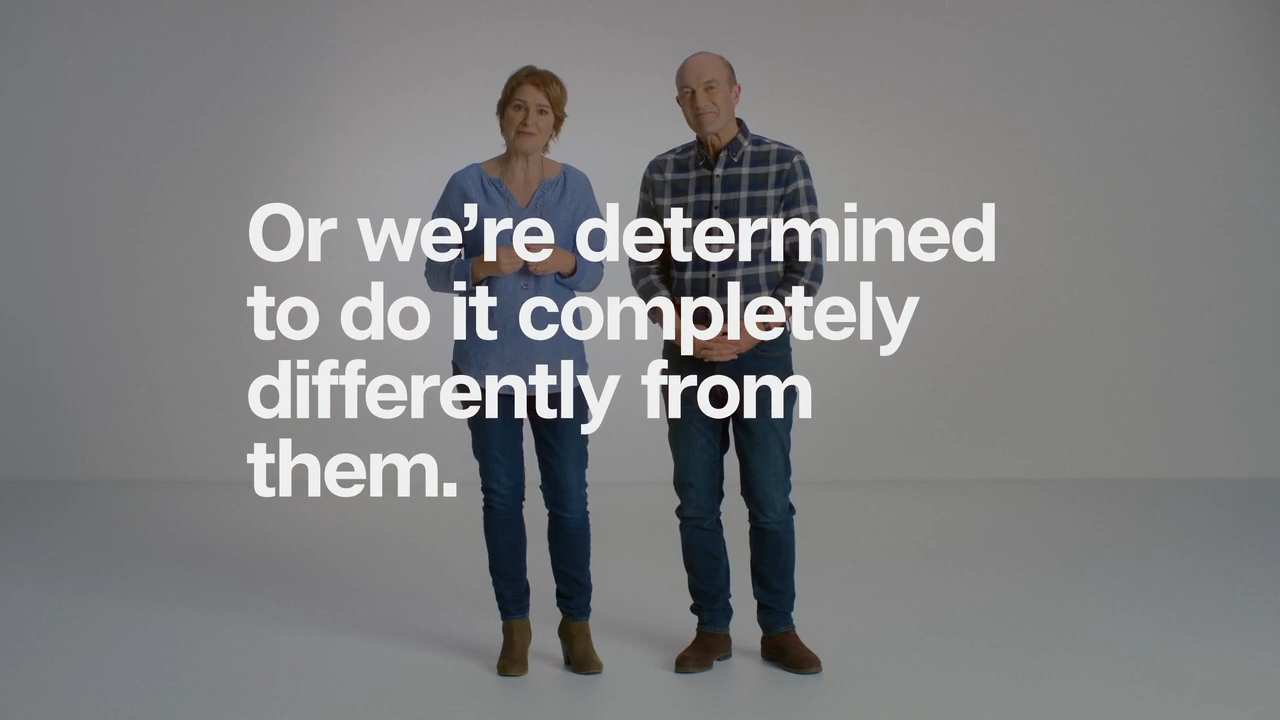 Or we’re determined
to do it completely
differently from
them.